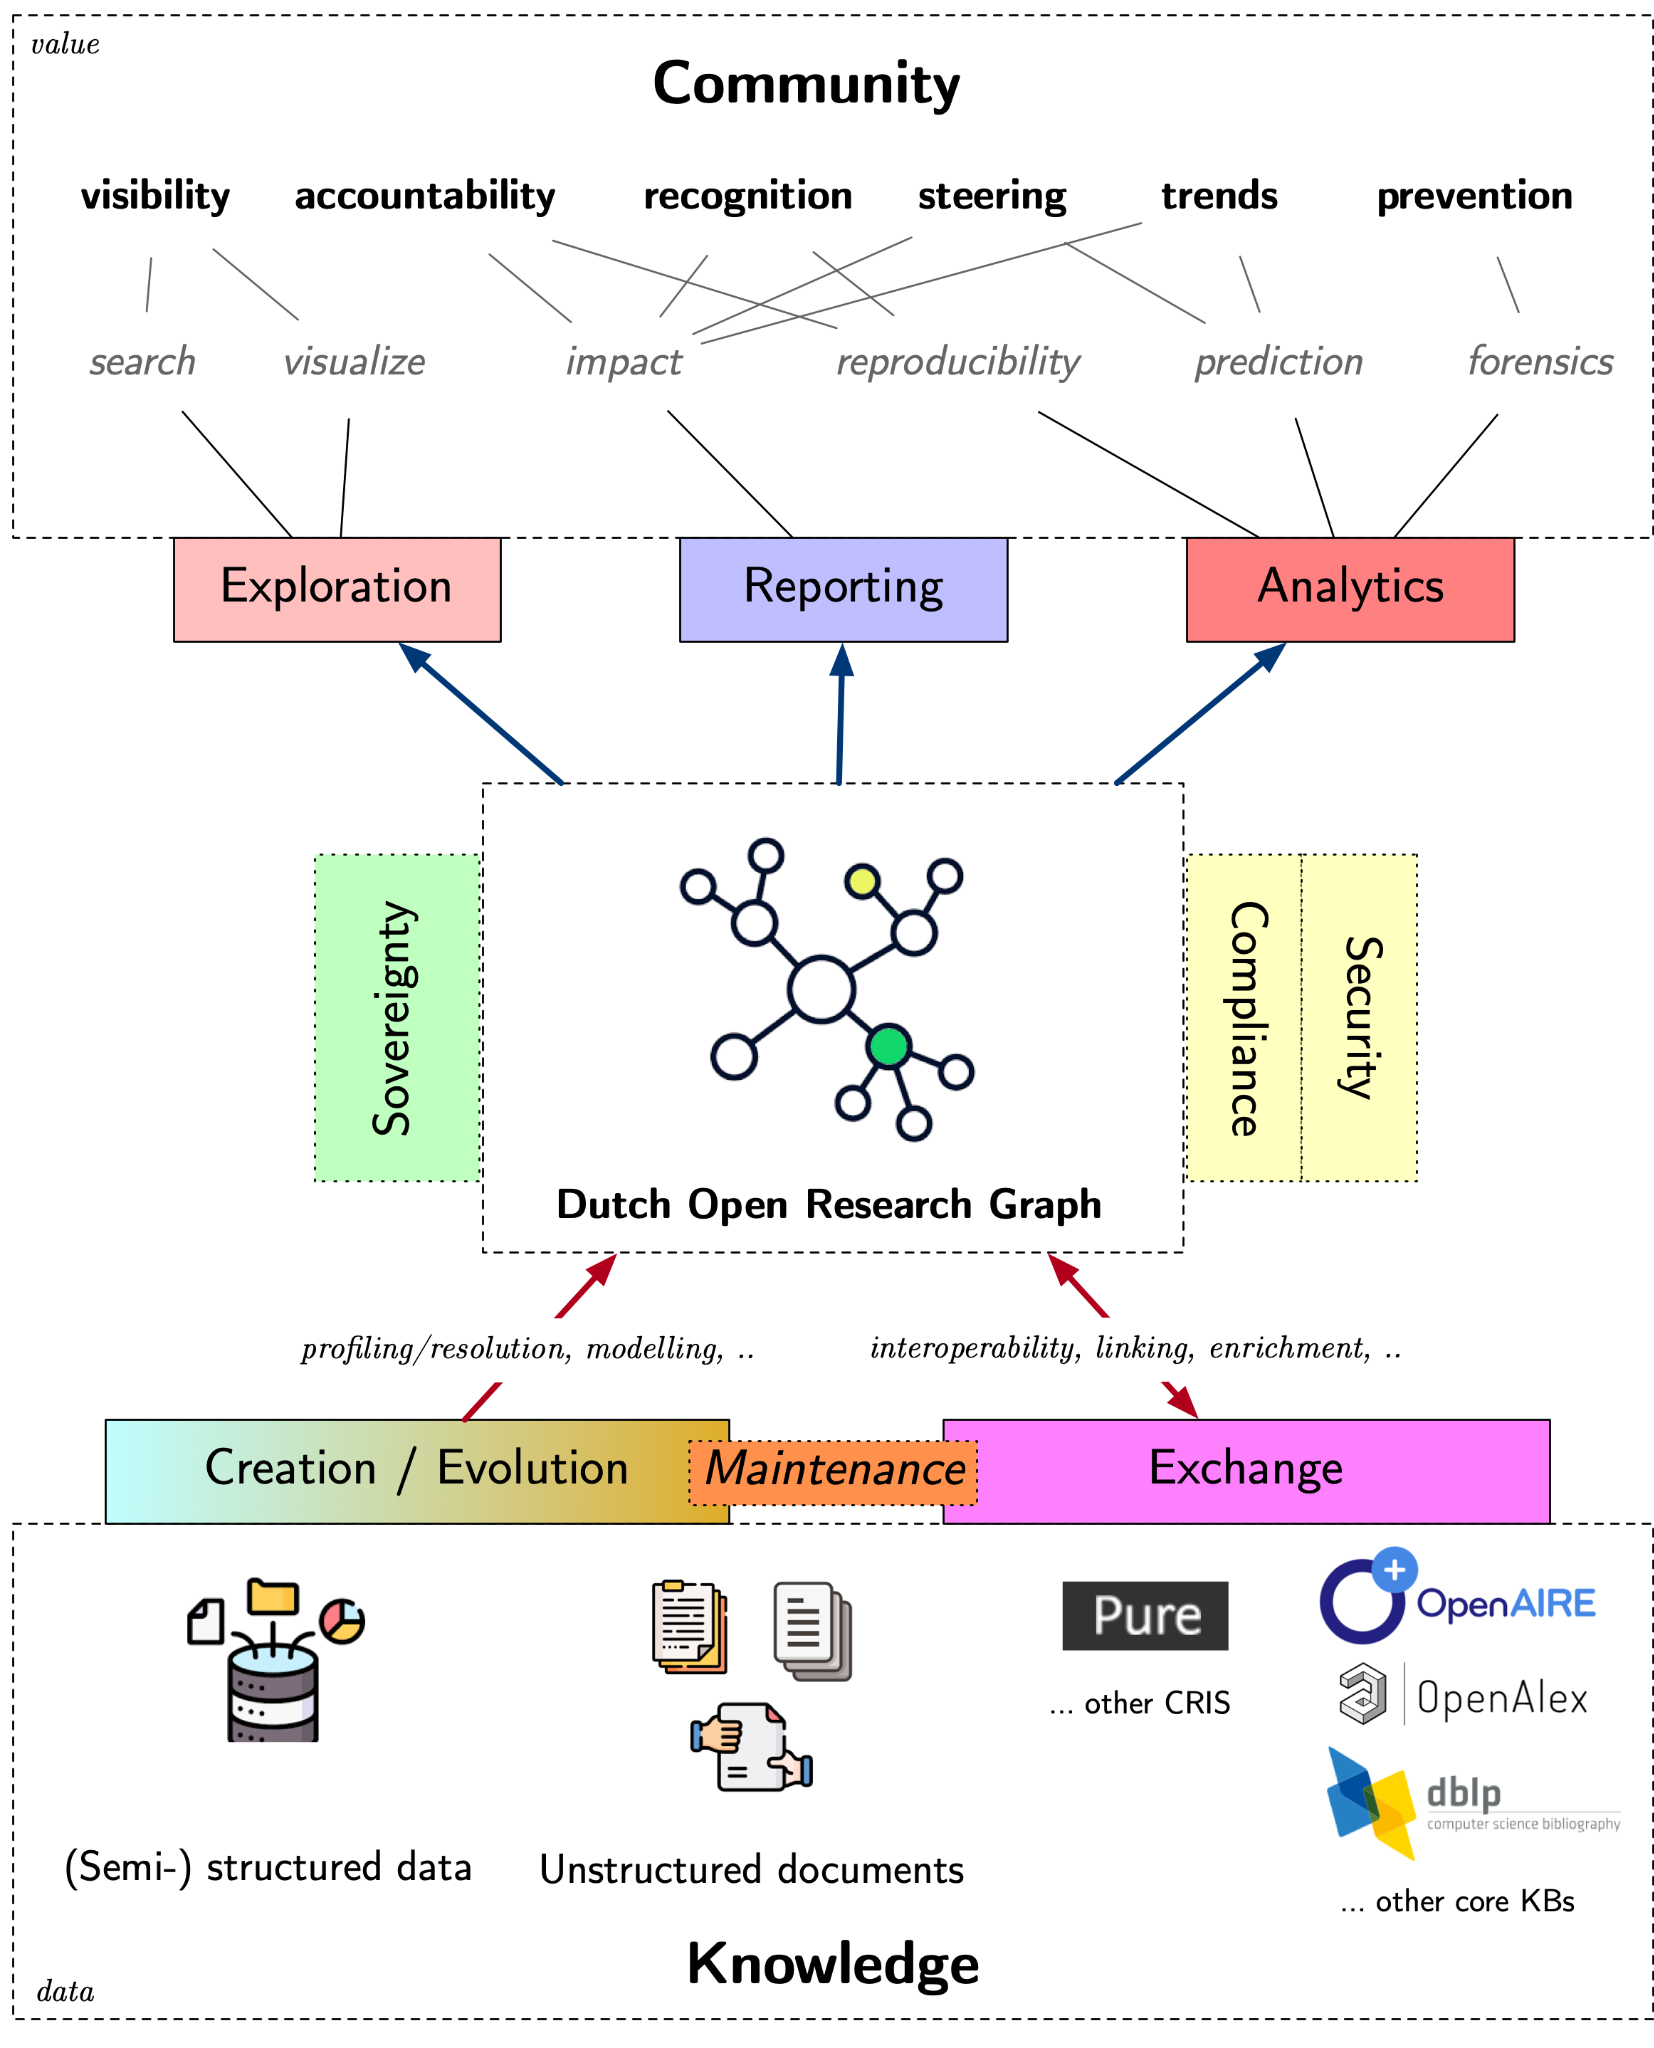 value
Community
visibility accountability recognition steering trends prevention
search visualize impact reproducibility prediction forensics
Exploration Reporting Analytics
Sovereignty
Compliance
Security
Dutch Open Research Graph
profiling/resolution, modelling, ..
interoperability, linking, enrichment, ..
Creation / Evolution Maintenance Exchange
Pure
... other CRIS
OpenAIRE
OpenAlex
dblp
computer science bibliography
(Semi-) structured data
Unstructured documents
... other core KBs
Knowledge
data